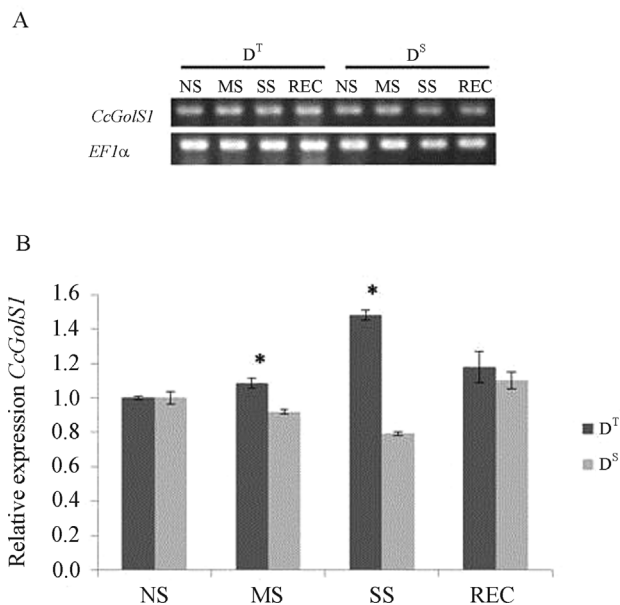 A
D^T D^S
NS MS SS REC NS MS SS REC
CcGolS1
EF1α
B
Relative expression CcGolS1
1.6
1.4
1.2
1.0
0.8
0.6
0.4
0.2
0.0
*
*
NS MS SS REC
D^T
D^S